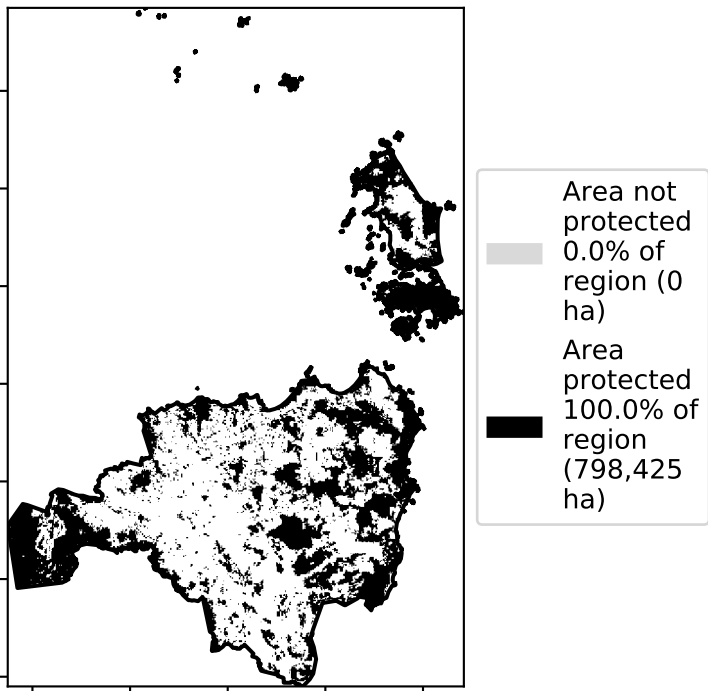 Area not
protected
0.0% of
region (0
ha)
Area
protected
100.0% of
region
(798,425
ha)